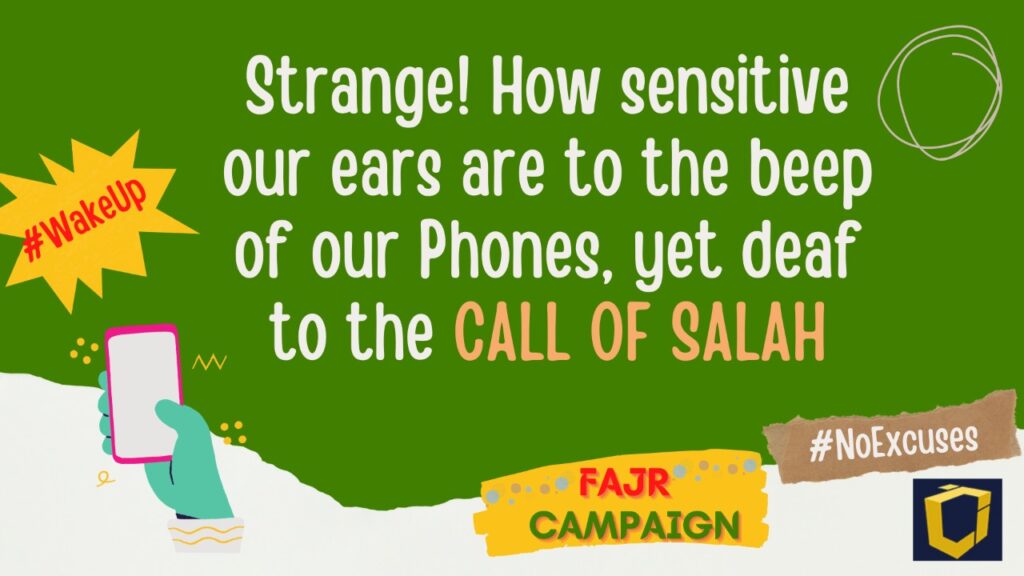 Strange! How sensitive
our ears are to the beep
of our Phones, yet deaf
to the CALL OF SALAH
#WakeUp
#NoExcuses
FAJR
CAMPAIGN